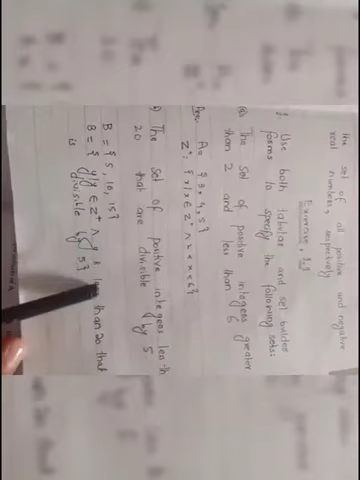 the set of all positive and negative
real numbers, respectively
Exercise 1.1
1. Use both tabular and set builder
forms to specify the following sets:
(a) The set of positive integers greater
than 2 and less than 6
A = { 3, 4, 5 }
Z⁺: { x | x ∈ Z⁺ ∧ 2 < x < 6 }
The set of positive integers less th
20 that are divisible by 5
B = { 5, 10, 15 }
B = { y | y ∈ Z⁺ ∧ y is less than 20 that
is divisible by 5 }